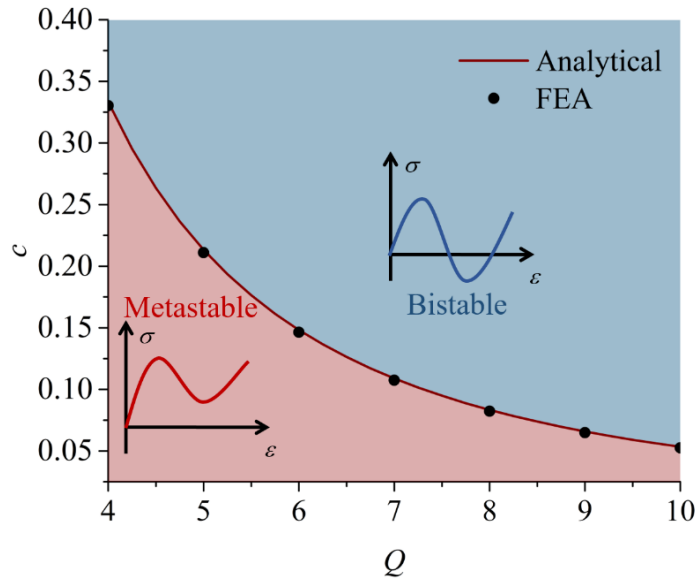 0.40
0.35
0.30
0.25
0.20
0.15
0.10
0.05
c
Analytical
FEA
σ
ε
Bistable
Metastable
σ
ε
4 5 6 7 8 9 10
Q